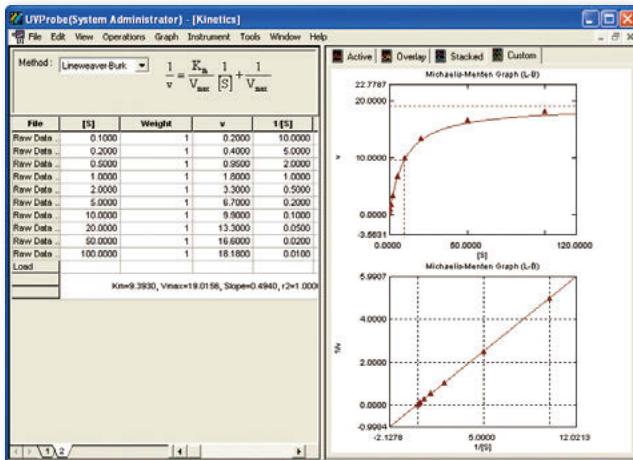 UVProbe(System Administrator) - [Kinetics]
File Edit View Operations Graph Instrument Tools Window Help
Method : Lineweaver-Burk
1/v = Km/Vmax 1/[S] + 1/Vmax
File [S] Weight v 1/[S]
Raw Data .. 0.1000 1 0.2000 10.0000
Raw Data .. 0.2000 1 0.4000 5.0000
Raw Data .. 0.5000 1 0.9500 2.0000
Raw Data .. 1.0000 1 1.8000 1.0000
Raw Data .. 2.0000 1 3.3000 0.5000
Raw Data .. 5.0000 1 6.7000 0.2000
Raw Data .. 10.0000 1 9.9000 0.1000
Raw Data .. 20.0000 1 13.3000 0.0500
Raw Data .. 50.0000 1 16.6000 0.0200
Raw Data .. 100.0000 1 18.1800 0.0100
Load
Km=9.3930, Vmax=19.0156, Slope=0.4940, r2=1.000
1 2
Active Overlay Stacked Custom
Michaelis-Menten Graph (L-B)
22.7787
20.0000
10.0000
0.0000
v
0.0000 50.0000 120.0000
[S]
Michaelis-Menten Graph (L-B)
5.9907
4.0000
2.0000
0.0000
1/v
-2.1278 5.0000 12.0213
1/[S]